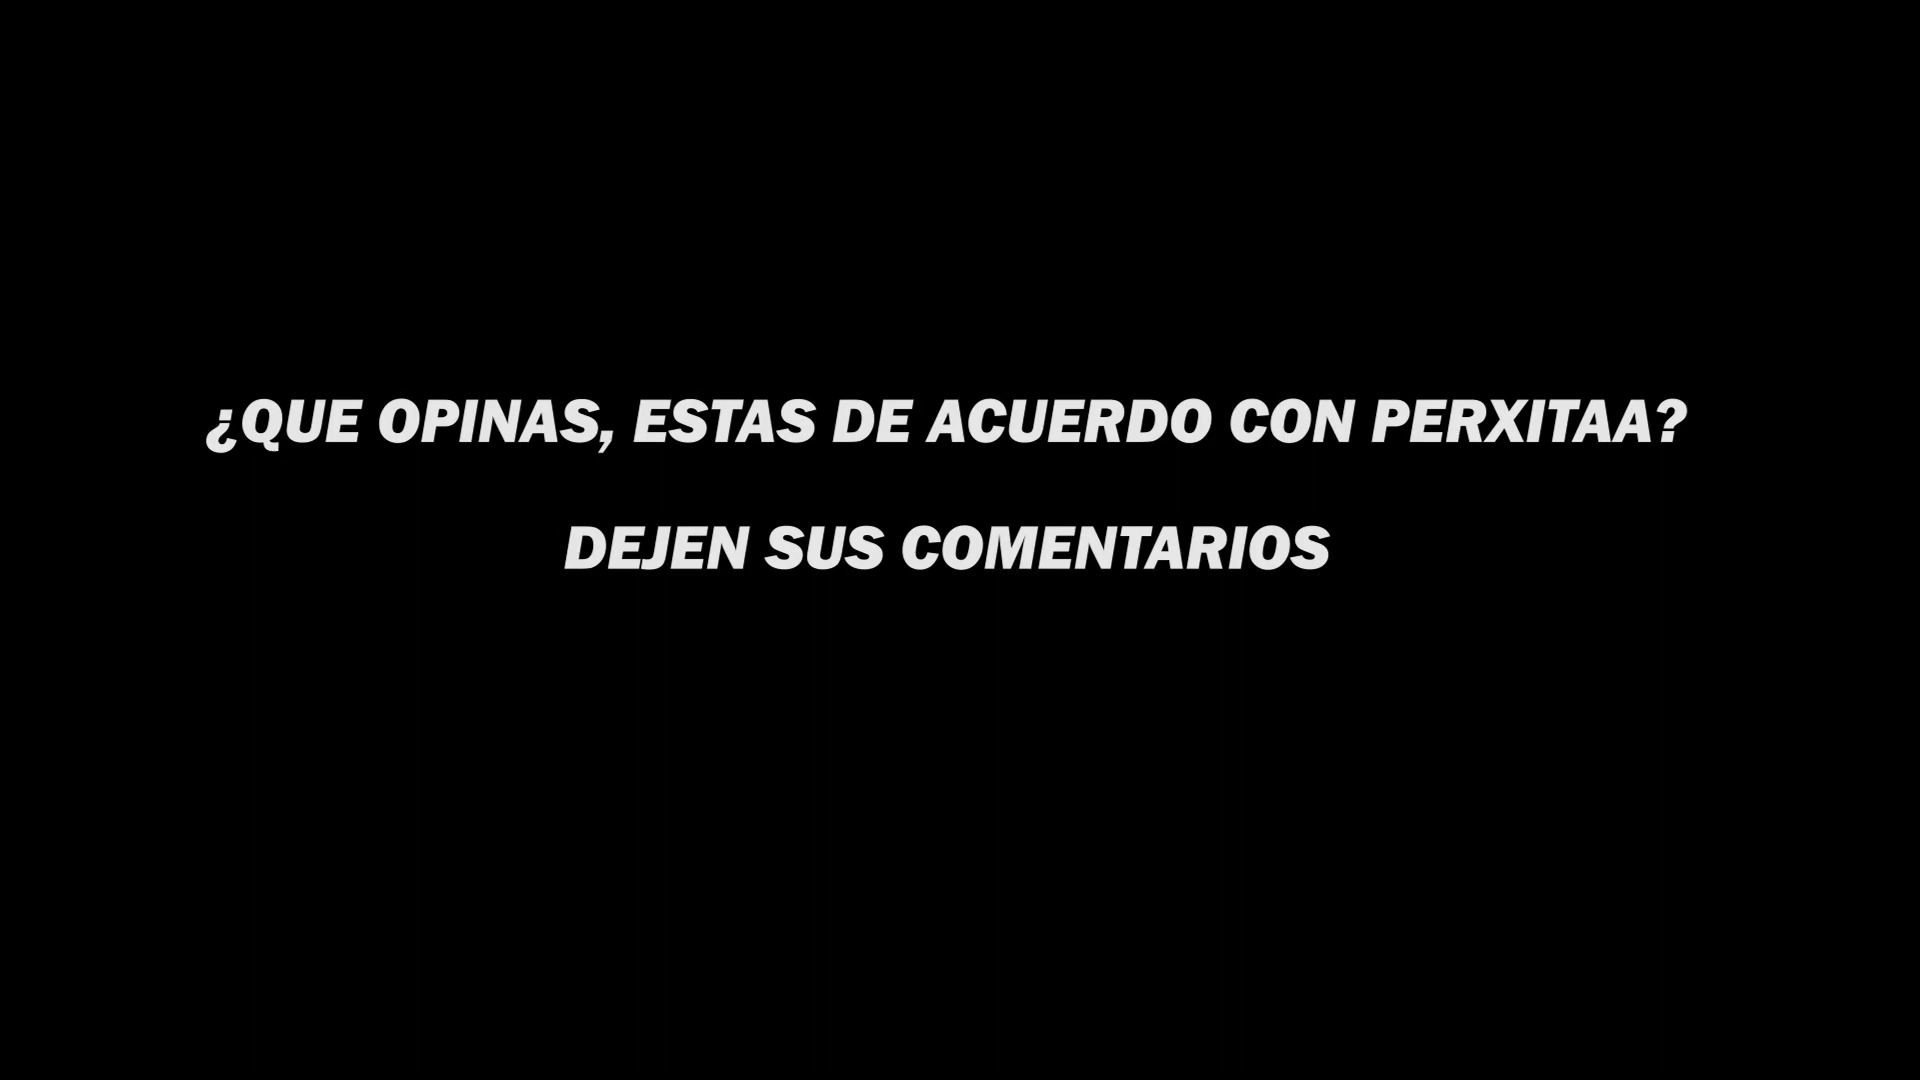 ¿QUE OPINAS, ESTAS DE ACUERDO CON PERXITAA?
DEJEN SUS COMENTARIOS